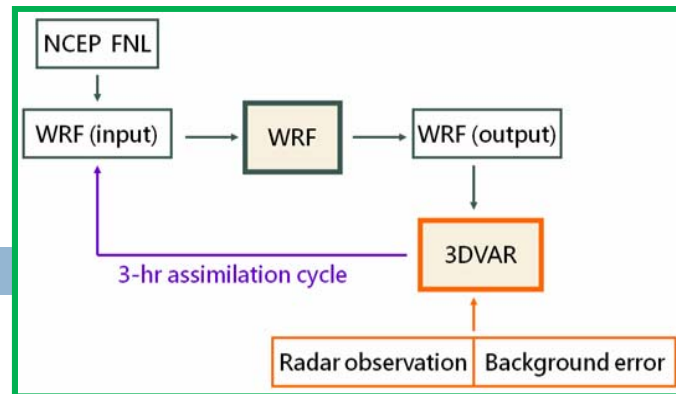 NCEP FNL
WRF (input)
WRF
WRF (output)
3DVAR
3-hr assimilation cycle
Radar observation
Background error